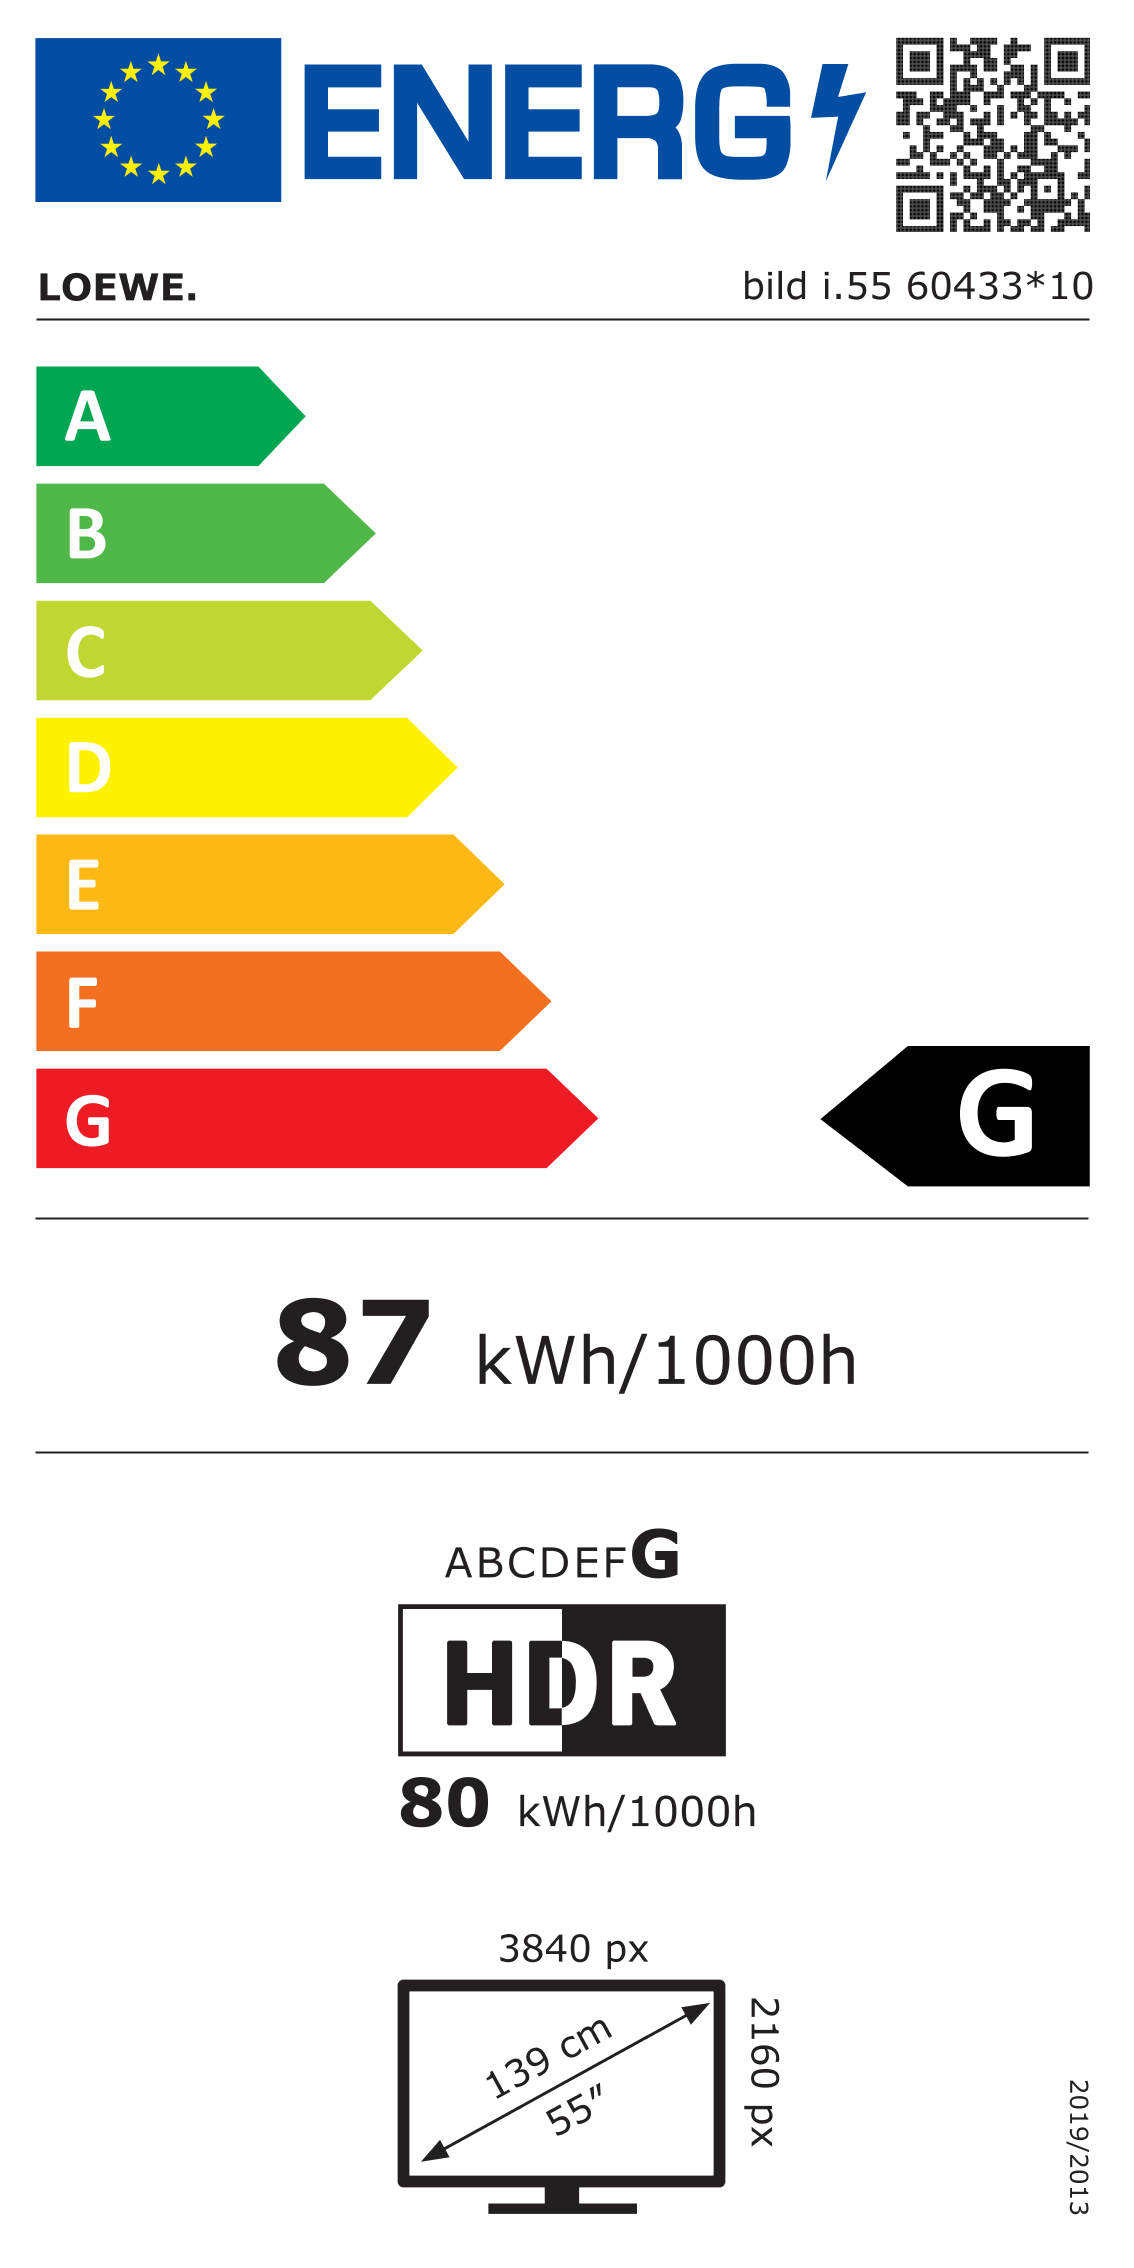 ENERG
LOEWE.
bild i.55 60433*10
A
B
C
D
E
F
G
G
87 kWh/1000h
ABCDEFG
HDR
80 kWh/1000h
3840 px
139 cm
55”
2160 px
2019/2013